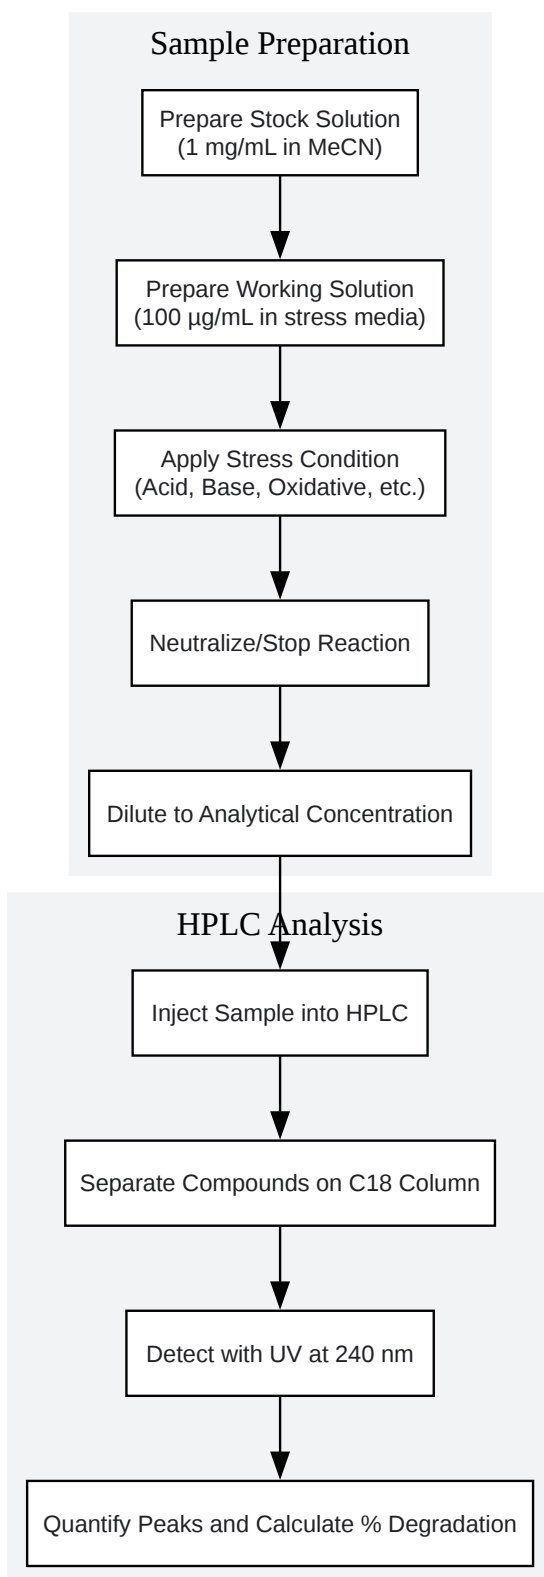 Sample Preparation
Prepare Stock Solution
(1 mg/mL in MeCN)
Prepare Working Solution
(100 µg/mL in stress media)
Apply Stress Condition
(Acid, Base, Oxidative, etc.)
Neutralize/Stop Reaction
Dilute to Analytical Concentration
HPLC Analysis
Inject Sample into HPLC
Separate Compounds on C18 Column
Detect with UV at 240 nm
Quantify Peaks and Calculate % Degradation